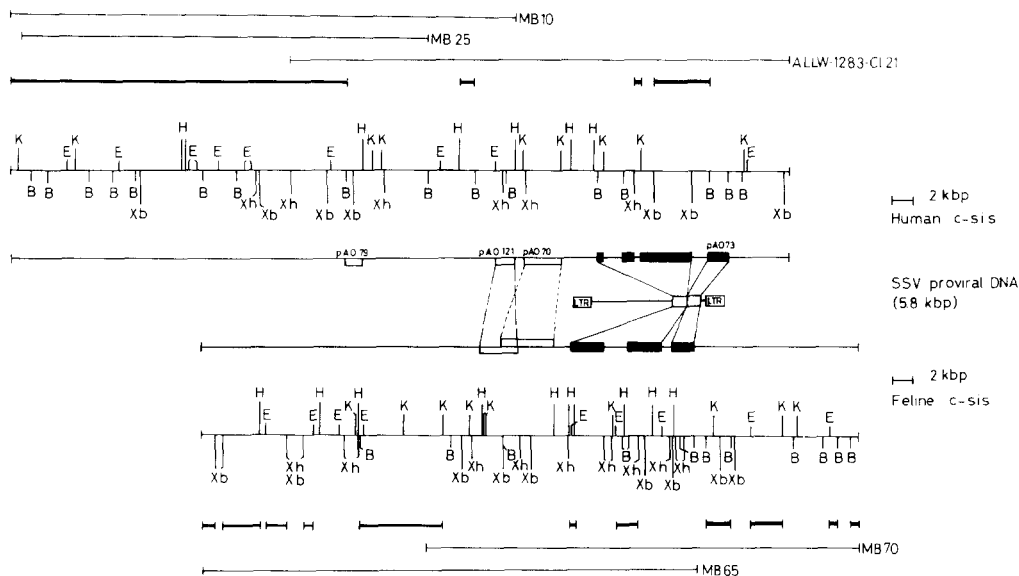 MB10
MB 25
ALLW-1283-CI 21
H H H H H H
K K K K K K K K K
E E E E E E E E E
B B B B B B B B B B B B B B
Xb Xh Xb Xh Xb Xb Xh Xh Xh Xb Xb Xb
2 kbp
Human c-sis
pAO 79
pAO 121
pAO 70
pAO73
LTR
LTR
SSV proviral DNA
(5.8 kbp)
2 kbp
Feline c-sis
H H H H H H H H H
K K K K K K K K K
E E E E E E E E E
B B B B B B B B B B
Xb Xh Xb Xh Xb Xh Xb Xh Xb Xh Xh Xh Xb Xh Xb Xh Xb Xb
MB70
MB65